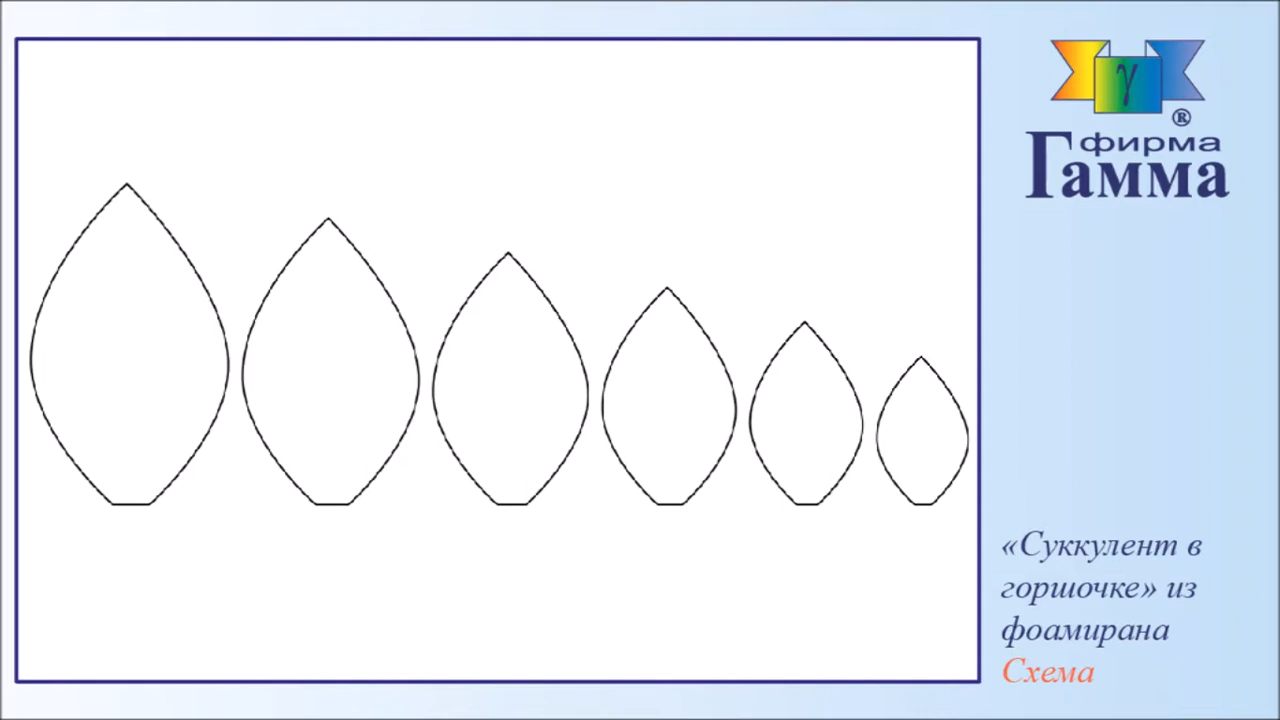 γ
®
фирма
Гамма
«Суккулент в
горшочке» из
фоамирана
Схема